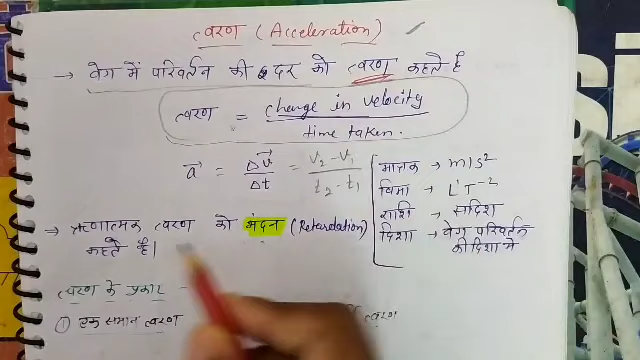 त्वरण (Acceleration)
→ वेग में परिवर्तन की दर को त्वरण कहते है
त्वरण = change in velocity / time taken.
a⃗ = Δv⃗ / Δt = v₂ - v₁ / t₂ - t₁
मात्रक → m/s²
विमा → L¹T⁻²
राशि → सदिश
दिशा → वेग परिवर्तन की दिशा में
→ ऋणात्मक त्वरण को मंदन (Retardation)
कहते है।
त्वरण के प्रकार
① एक समान त्वरण
त्वरण